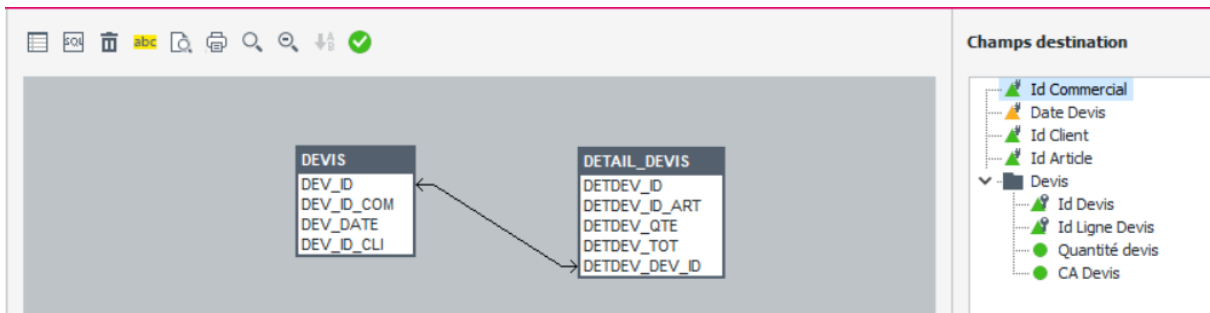 SQL abc A B
Champs destination
DEVIS
DEV_ID
DEV_ID_COM
DEV_DATE
DEV_ID_CLI
DETAIL_DEVIS
DETDEV_ID
DETDEV_ID_ART
DETDEV_QTE
DETDEV_TOT
DETDEV_DEV_ID
Id Commercial
Date Devis
Id Client
Id Article
Devis
Id Devis
Id Ligne Devis
Quantité devis
CA Devis